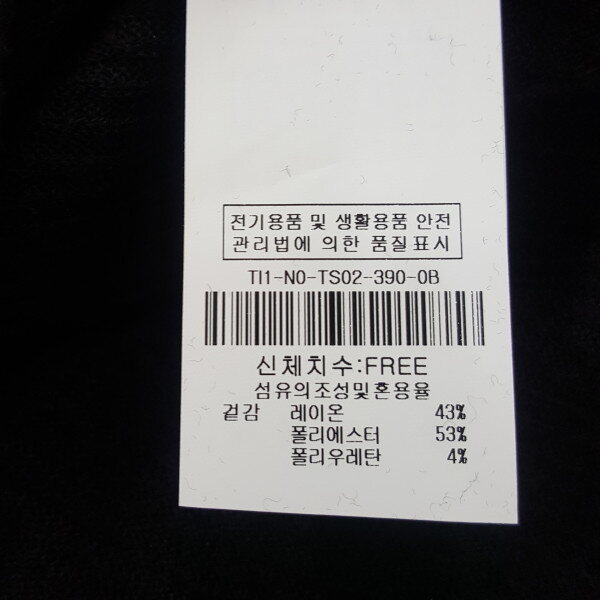 전기용품 및 생활용품 안전
관리법에 의한 품질표시
TI1-N0-TS02-390-0B
신체치수:FREE
섬유의조성및혼용율
겉감 레이온 43%
폴리에스터 53%
폴리우레탄 4%